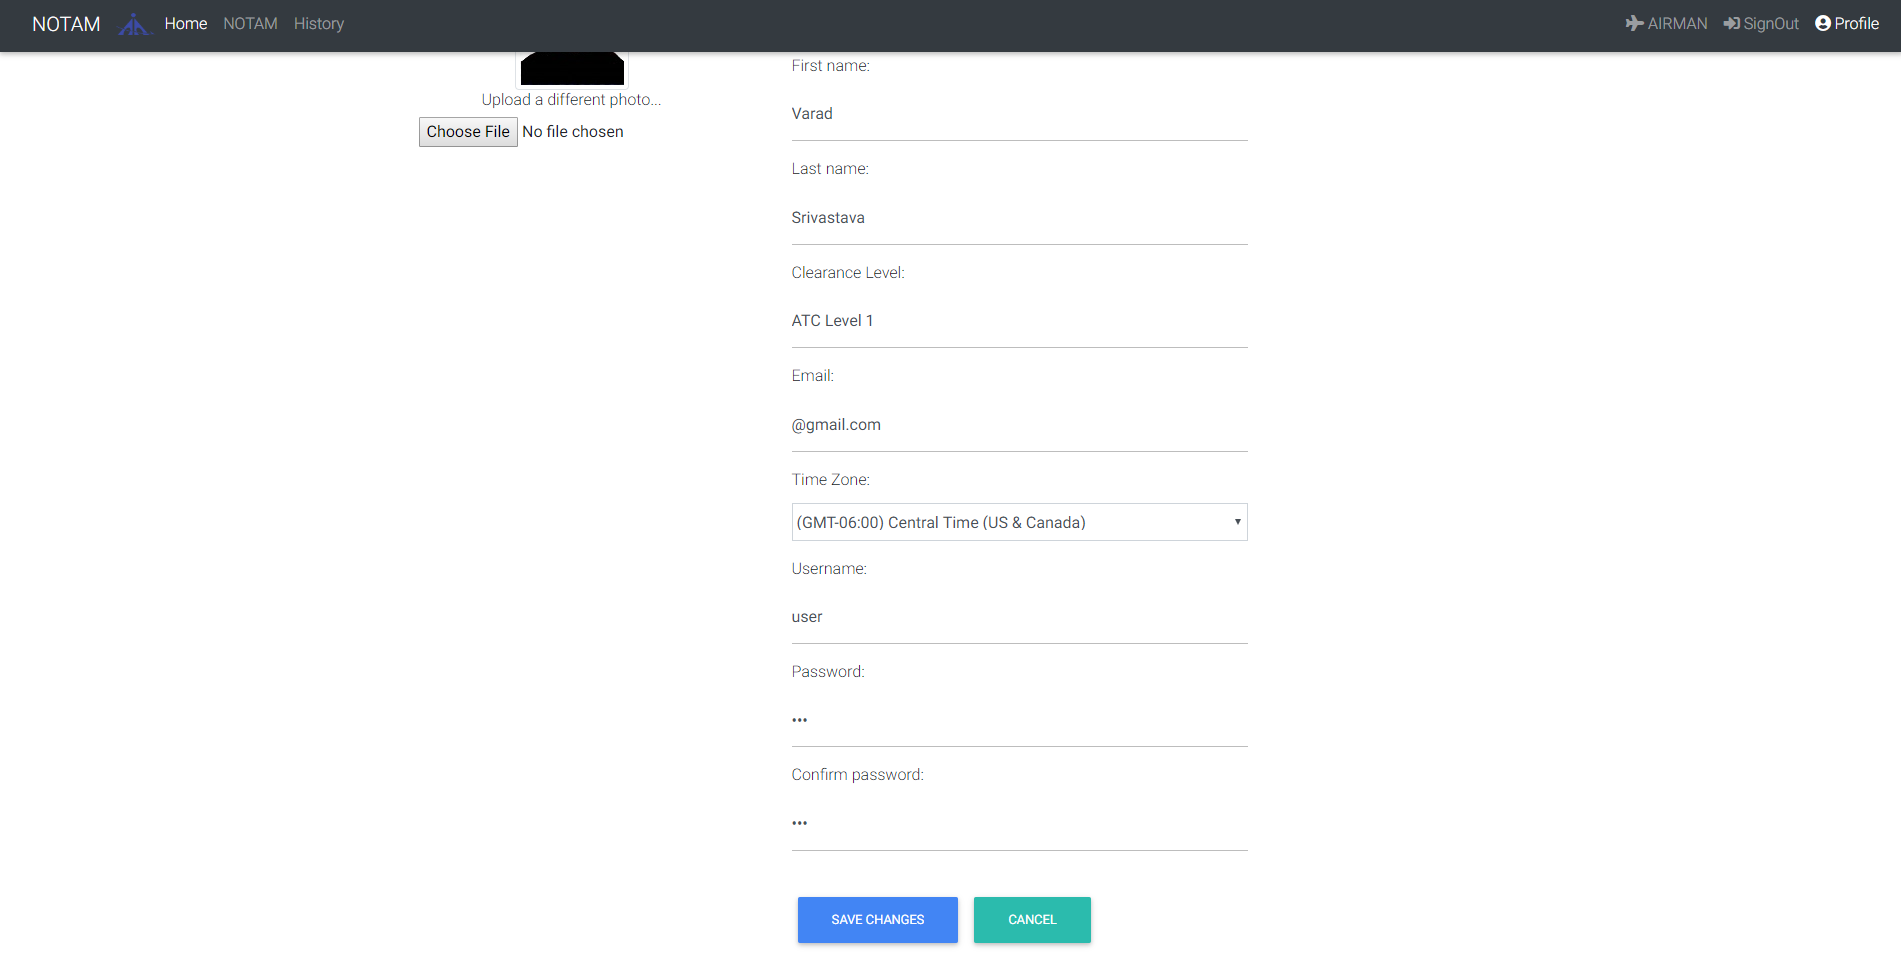 NOTAM Home NOTAM History AIRMAN SignOut Profile
Upload a different photo...
Choose File No file chosen
First name:
Varad
Last name:
Srivastava
Clearance Level:
ATC Level 1
Email:
@gmail.com
Time Zone:
(GMT-06:00) Central Time (US & Canada)
Username:
user
Password:
•••
Confirm password:
•••
SAVE CHANGES CANCEL